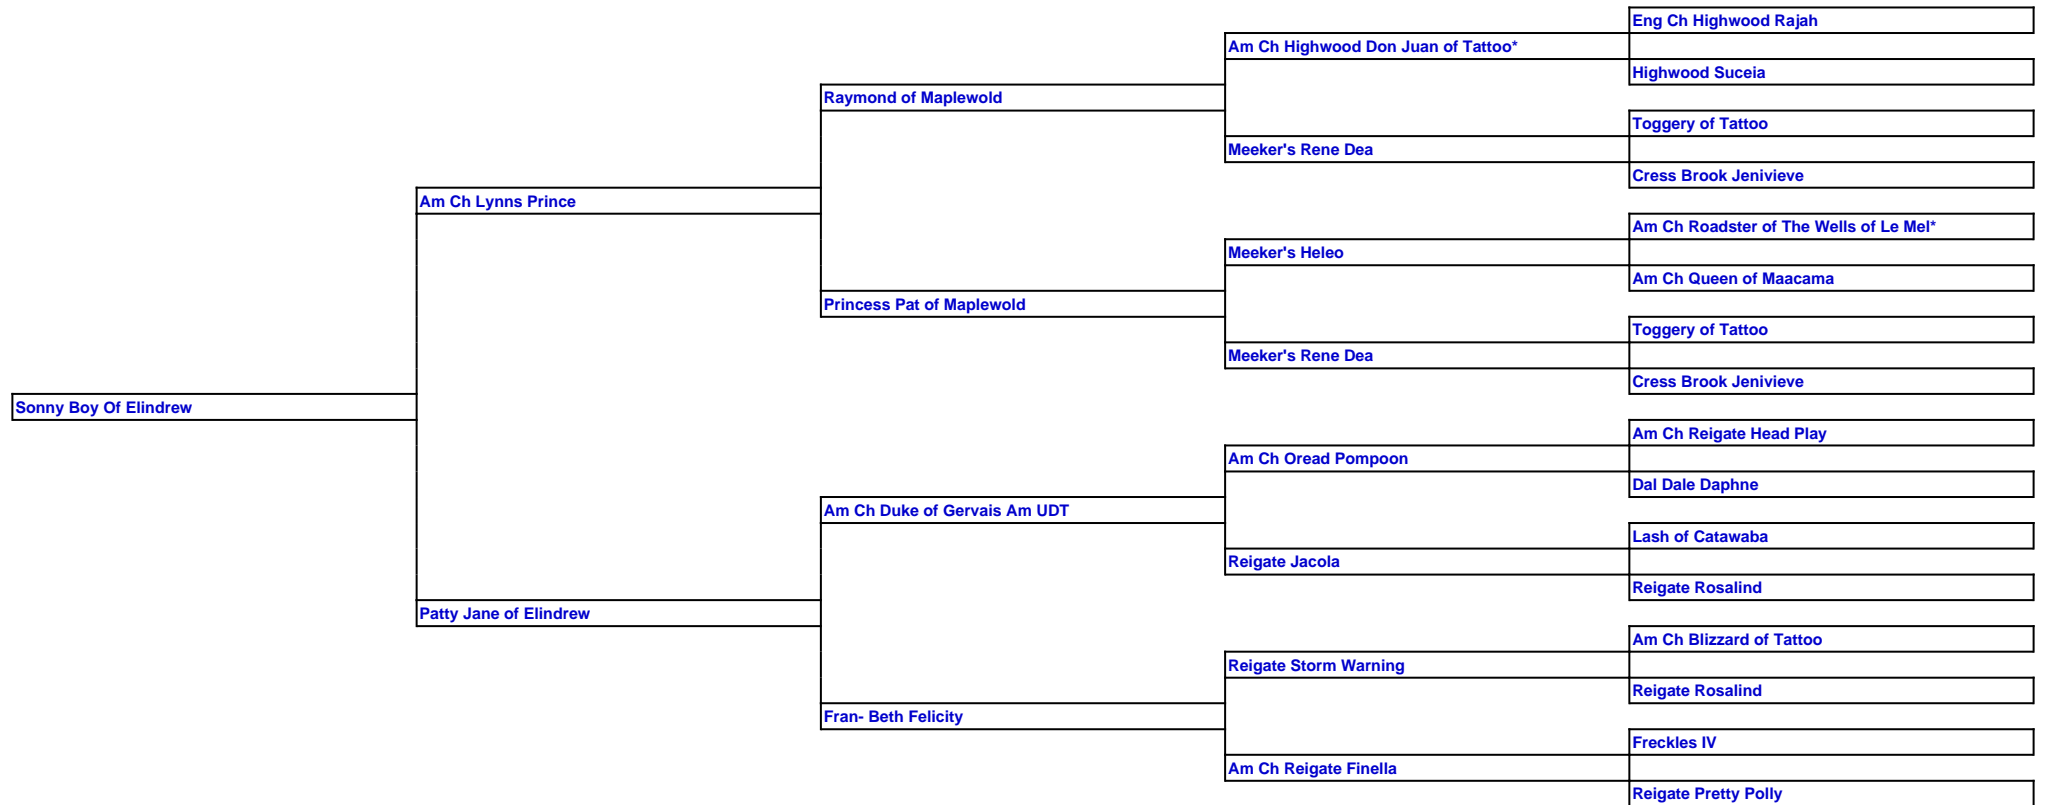 Eng Ch Highwood Rajah
Am Ch Highwood Don Juan of Tattoo*
Highwood Suceia
Raymond of Maplewold
Toggery of Tattoo
Meeker's Rene Dea
Cress Brook Jenivieve
Am Ch Lynns Prince
Am Ch Roadster of The Wells of Le Mel*
Meeker's Heleo
Am Ch Queen of Maacama
Princess Pat of Maplewold
Toggery of Tattoo
Meeker's Rene Dea
Cress Brook Jenivieve
Sonny Boy Of Elindrew
Am Ch Reigate Head Play
Am Ch Oread Pompoon
Dal Dale Daphne
Am Ch Duke of Gervais Am UDT
Lash of Catawaba
Reigate Jacola
Reigate Rosalind
Patty Jane of Elindrew
Am Ch Blizzard of Tattoo
Reigate Storm Warning
Reigate Rosalind
Fran- Beth Felicity
Freckles IV
Am Ch Reigate Finella
Reigate Pretty Polly